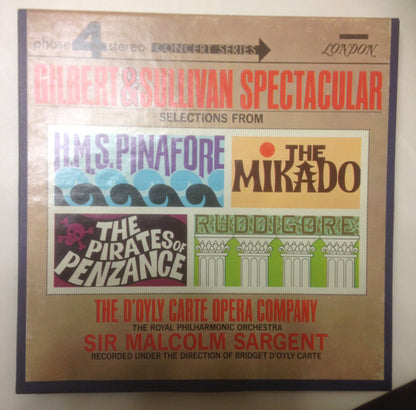 phase 4 stereo CONCERT SERIES
LONDON
GILBERT & SULLIVAN SPECTACULAR
SELECTIONS FROM
H.M.S. PINAFORE
THE
MIKADO
THE
PIRATES OF
PENZANCE
RUDDIGORE
THE D'OYLY CARTE OPERA COMPANY
THE ROYAL PHILHARMONIC ORCHESTRA
SIR MALCOLM SARGENT
RECORDED UNDER THE DIRECTION OF BRIDGET D'OYLY CARTE